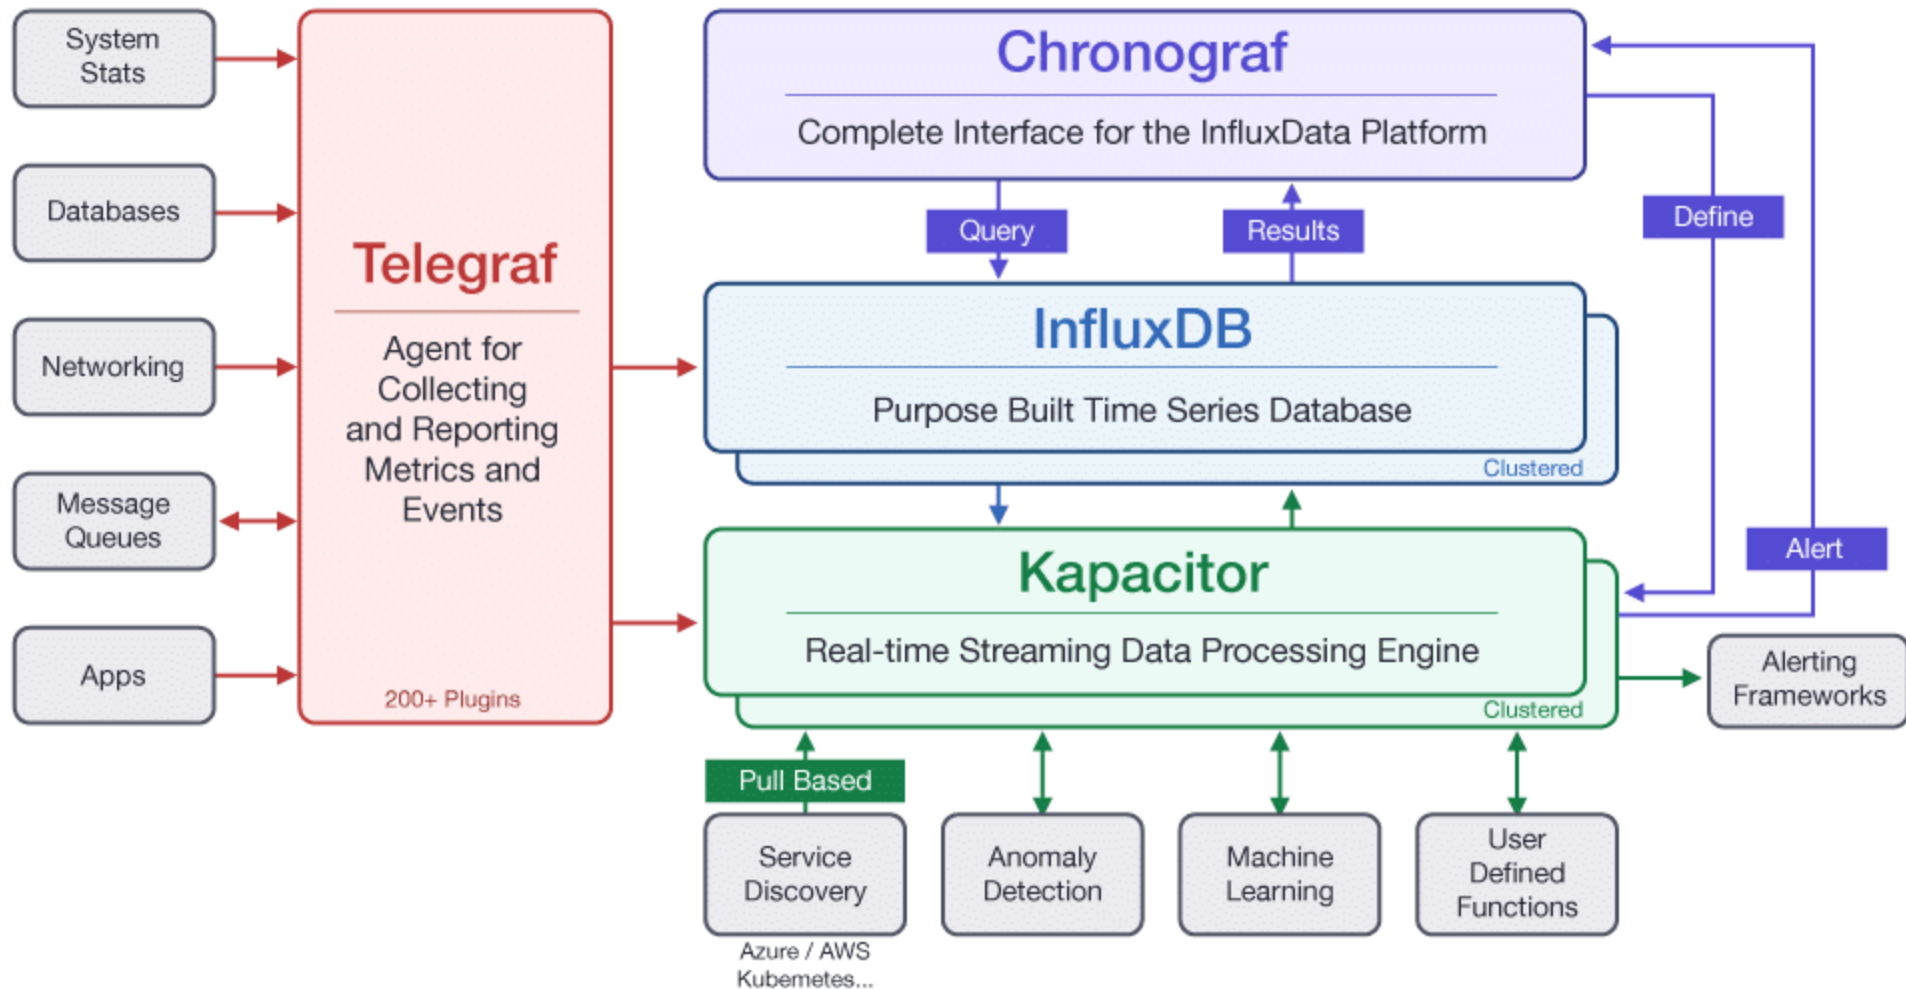 System
Stats
Databases
Networking
Message
Queues
Apps
Telegraf
Agent for
Collecting
and Reporting
Metrics and
Events
200+ Plugins
Chronograf
Complete Interface for the InfluxData Platform
Query
Results
Define
InfluxDB
Purpose Built Time Series Database
Clustered
Alert
Kapacitor
Real-time Streaming Data Processing Engine
Clustered
Alerting
Frameworks
Pull Based
Service
Discovery
Azure / AWS
Kubernetes...
Anomaly
Detection
Machine
Learning
User
Defined
Functions